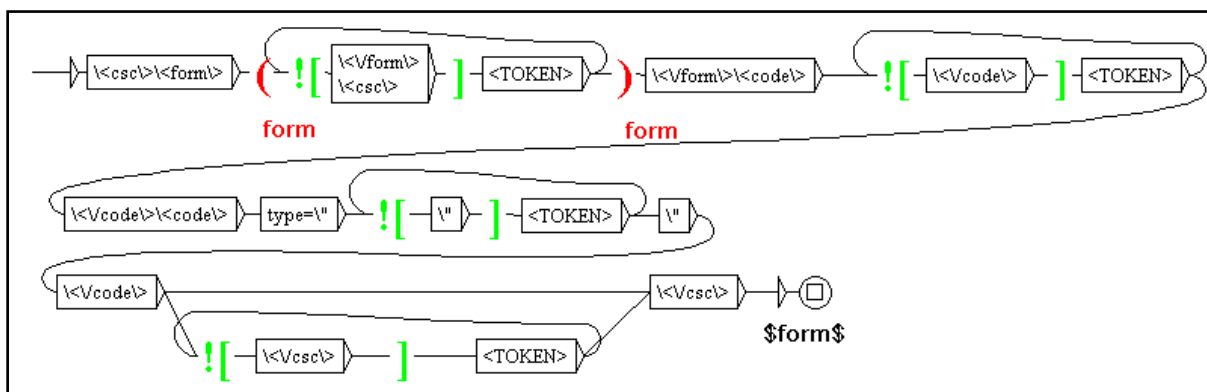 \<csc\>\<form\> ( ![ \<\/form\> ] <TOKEN> ) \<\/form\>\<code\> ![ \<\/code\> ] <TOKEN>
\<csc\>
form form
\<\/code\>\<code\> type=\" ![ \" ] <TOKEN> \"
\<\/code\> \<\/csc\>
$form$
![ \<\/csc\> ] <TOKEN>